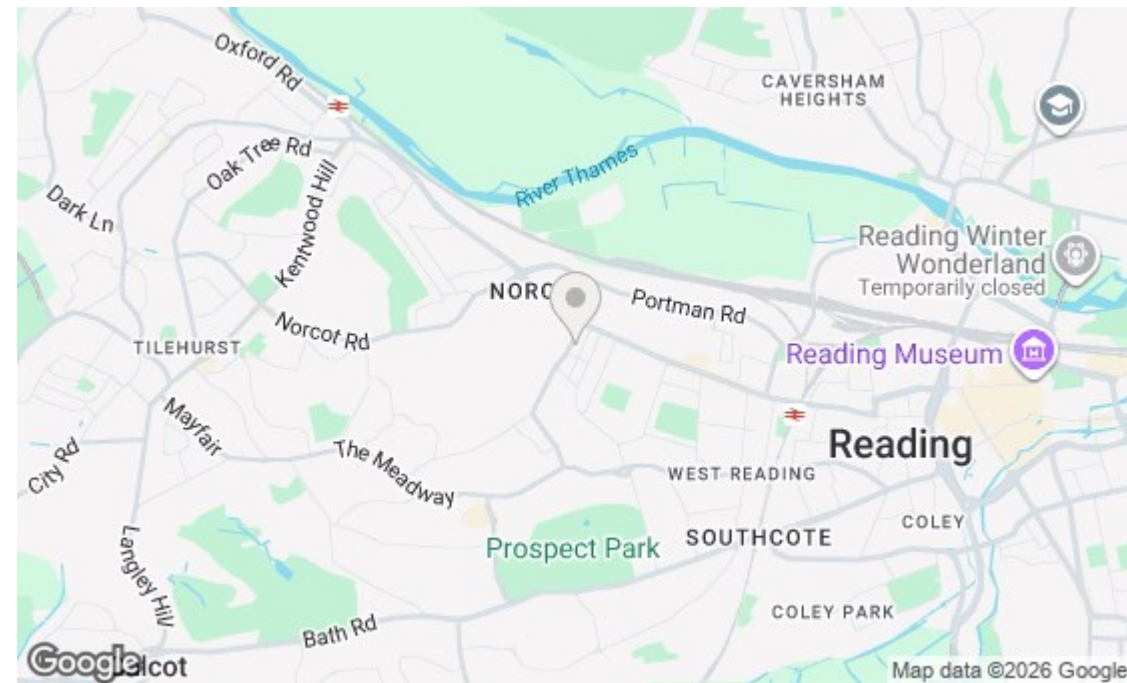 Oxford Rd
CAVERSHAM
HEIGHTS
Oak Tree Rd
River Thames
Dark Ln
Kentwood Hill
Reading Winter
Wonderland
Temporarily closed
NORCO
Portman Rd
Norcot Rd
TILEHURST
Reading Museum
Mayfair
Reading
The Meadway
WEST READING
City Rd
COLEY
SOUTHCOTE
Prospect Park
Langley Hill
COLEY PARK
Bath Rd
Google
alcot
Map data ©2026 Google